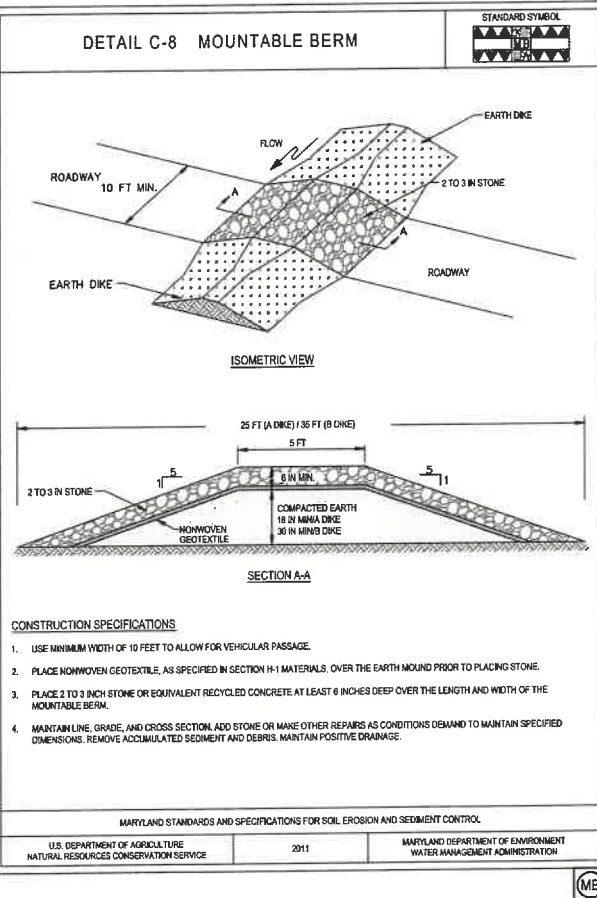 DETAIL C-8 MOUNTABLE BERM
STANDARD SYMBOL
MB
EARTH DIKE
FLOW
ROADWAY
10 FT MIN.
A
2 TO 3 IN STONE
A
ROADWAY
EARTH DIKE
ISOMETRIC VIEW
25 FT (A DIKE) / 35 FT (B DIKE)
5 FT
5
1
6 IN MIN.
5
1
2 TO 3 IN STONE
NONWOVEN
GEOTEXTILE
COMPACTED EARTH
18 IN MIN/A DIKE
30 IN MIN/B DIKE
SECTION A-A
CONSTRUCTION SPECIFICATIONS
1. USE MINIMUM WIDTH OF 10 FEET TO ALLOW FOR VEHICULAR PASSAGE.
2. PLACE NONWOVEN GEOTEXTILE, AS SPECIFIED IN SECTION H-1 MATERIALS, OVER THE EARTH MOUND PRIOR TO PLACING STONE.
3. PLACE 2 TO 3 INCH STONE OR EQUIVALENT RECYCLED CONCRETE AT LEAST 6 INCHES DEEP OVER THE LENGTH AND WIDTH OF THE
MOUNTABLE BERM.
4. MAINTAIN LINE, GRADE, AND CROSS SECTION. ADD STONE OR MAKE OTHER REPAIRS AS CONDITIONS DEMAND TO MAINTAIN SPECIFIED
DIMENSIONS. REMOVE ACCUMULATED SEDIMENT AND DEBRIS. MAINTAIN POSITIVE DRAINAGE.
MARYLAND STANDARDS AND SPECIFICATIONS FOR SOIL EROSION AND SEDIMENT CONTROL
U.S. DEPARTMENT OF AGRICULTURE
NATURAL RESOURCES CONSERVATION SERVICE
2011
MARYLAND DEPARTMENT OF ENVIRONMENT
WATER MANAGEMENT ADMINISTRATION
MB